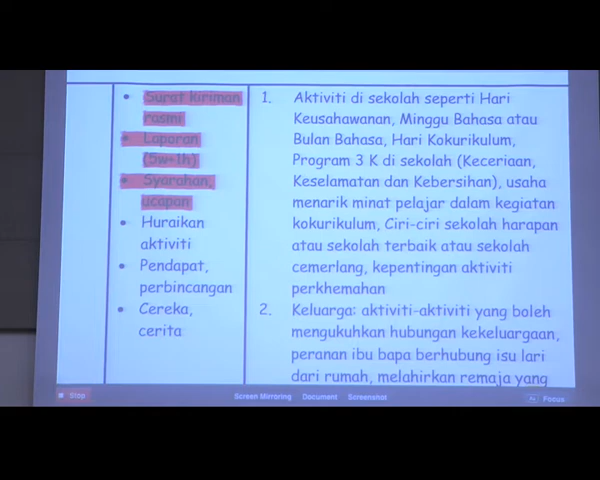 • Surat kiriman
rasmi
• Laporan
(5w+1h)
• Syarahan,
ucapan
• Huraikan
aktiviti
• Pendapat,
perbincangan
• Cereka,
cerita
1. Aktiviti di sekolah seperti Hari
Keusahawanan, Minggu Bahasa atau
Bulan Bahasa, Hari Kokurikulum,
Program 3 K di sekolah (Keceriaan,
Keselamatan dan Kebersihan), usaha
menarik minat pelajar dalam kegiatan
kokurikulum, Ciri-ciri sekolah harapan
atau sekolah terbaik atau sekolah
cemerlang, kepentingan aktiviti
perkhemahan
2. Keluarga: aktiviti-aktiviti yang boleh
mengukuhkan hubungan kekeluargaan,
peranan ibu bapa berhubung isu lari
dari rumah, melahirkan remaja yang
Stop
Screen Mirroring Document Screenshot
Focus